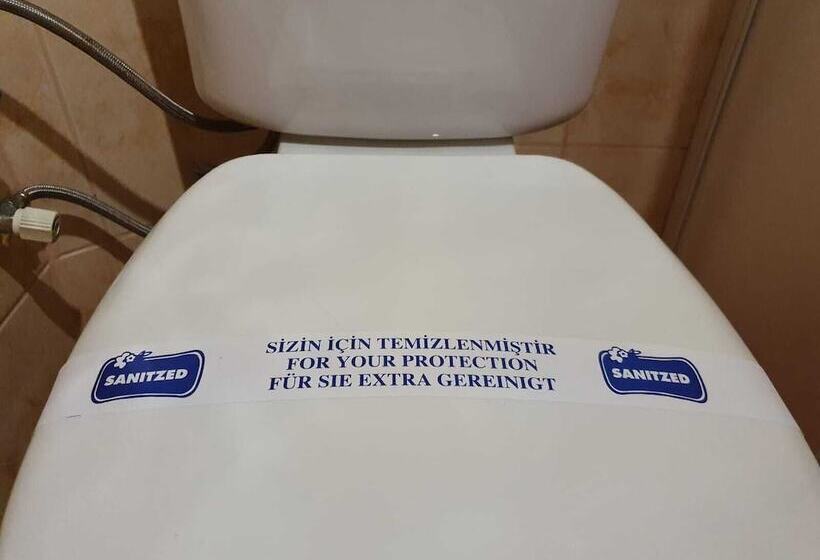 SİZİN İÇİN TEMİZLENMİŞTİR
FOR YOUR PROTECTION
FÜR SIE EXTRA GEREINIGT
SANITZED
SANITZED